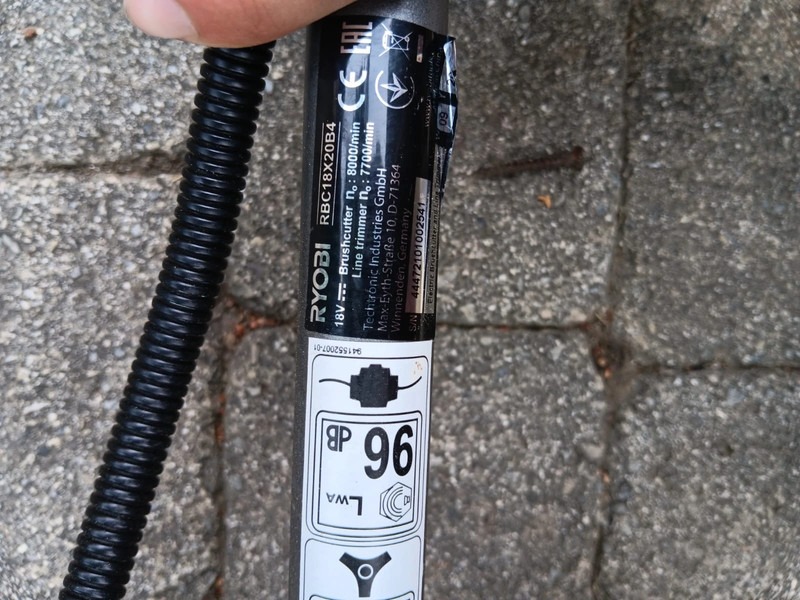 RYOBI RBC18X20B4
18V Brushcutter n₀: 8000/min
Line trimmer n₀: 7700/min
Techtronic Industries GmbH
Max-Eyth-Straße 10, D-71364
Winnenden, Germany
CE EAC
S/N 44472101002541
09
941552007-01
LWA
96
dB